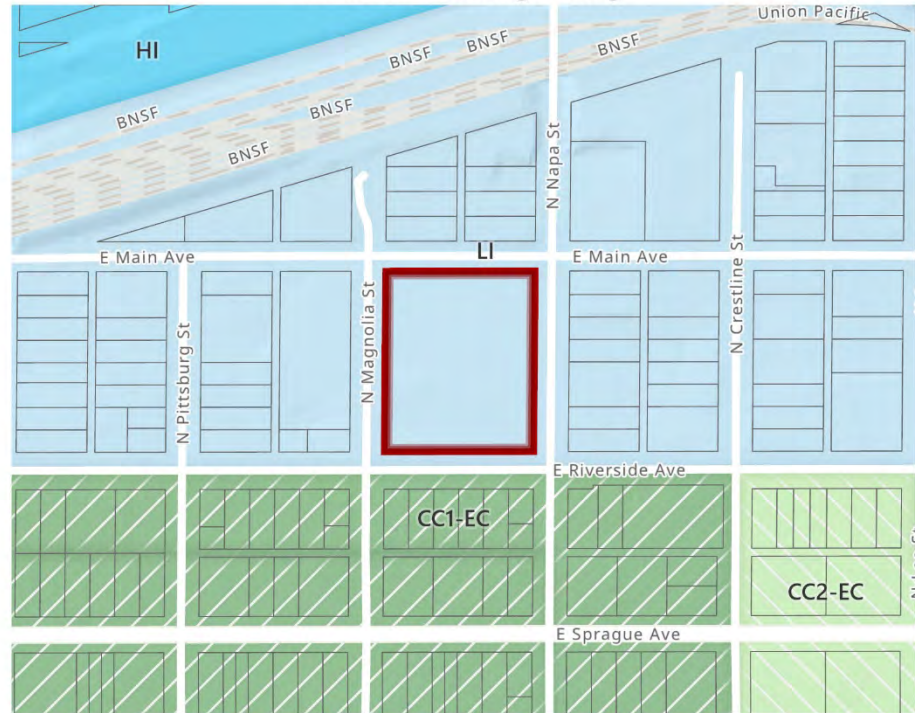 Union Pacific
HI
BNSF
BNSF
BNSF
BNSF
BNSF
BNSF
N Napa St
E Main Ave
LI
E Main Ave
N Crestline St
N Magnolia St
N Pittsburg St
E Riverside Ave
CC1-EC
CC2-EC
E Sprague Ave